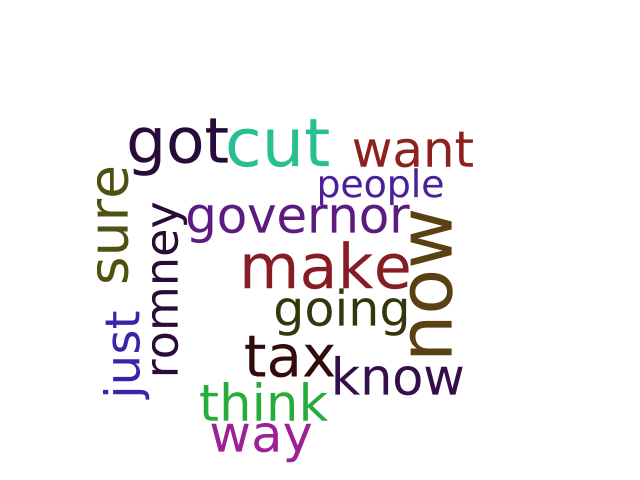 got
cut
want
people
sure
governor
romney
now
make
going
just
tax
know
think
way